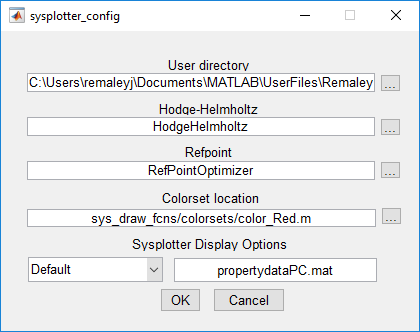 sysplotter_config
User directory
C:\Users\remaleyj\Documents\MATLAB\UserFiles\Remaley
...
Hodge-Helmholtz
HodgeHelmholtz
Refpoint
RefPointOptimizer
...
Colorset location
sys_draw_fcns/colorsets/color_Red.m
...
Sysplotter Display Options
Default propertydataPC.mat
OK Cancel